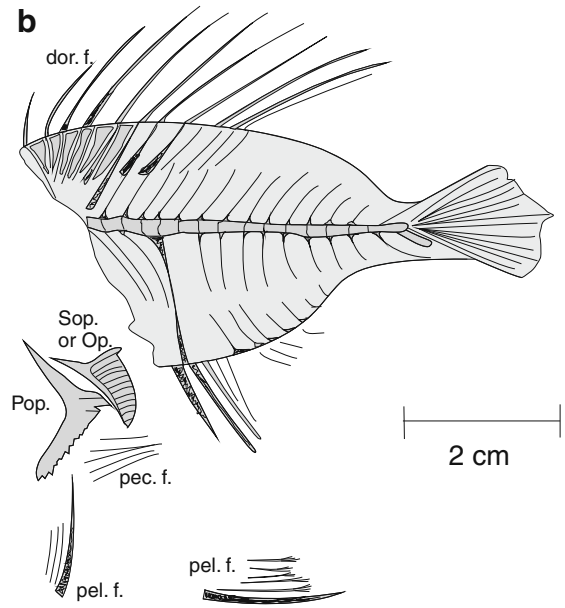 b
dor. f.
Sop.
or Op.
Pop.
2 cm
pec. f.
pel. f.
pel. f.